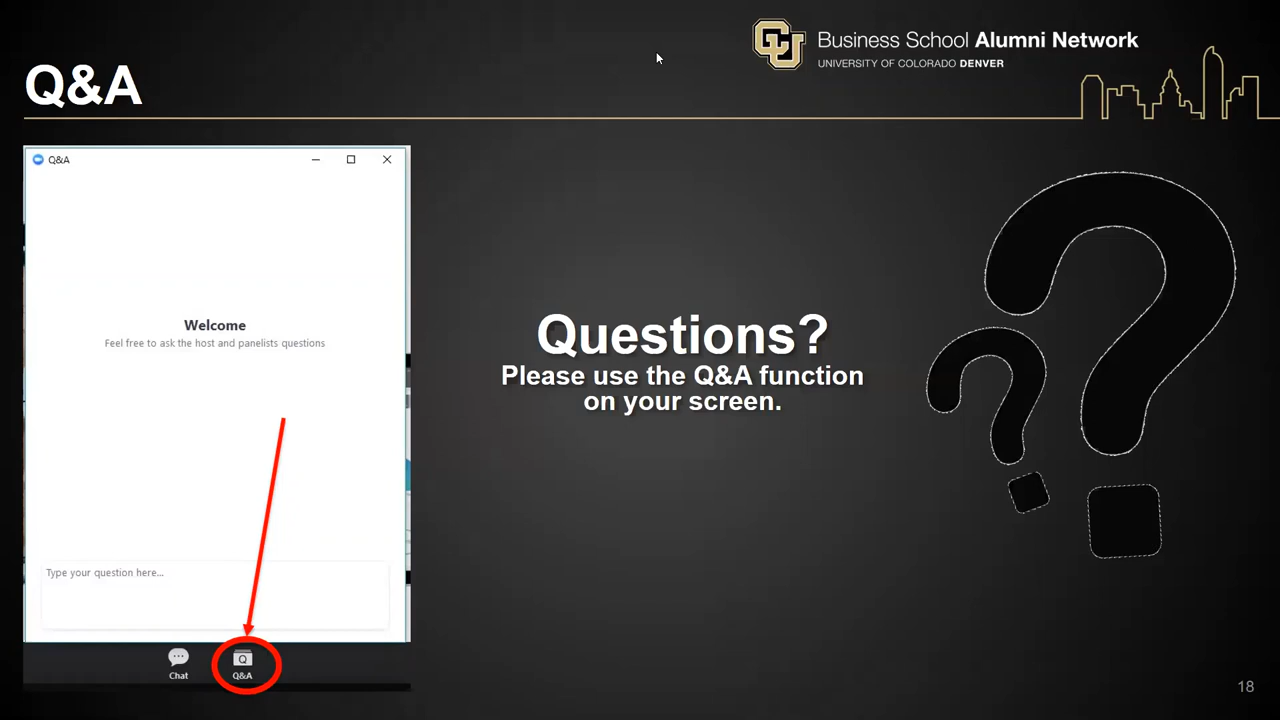 Business School Alumni Network
UNIVERSITY OF COLORADO DENVER
Q&A
Q&A
Welcome
Feel free to ask the host and panelists questions
Type your question here...
Chat
Q&A
Questions?
Please use the Q&A function
on your screen.
18